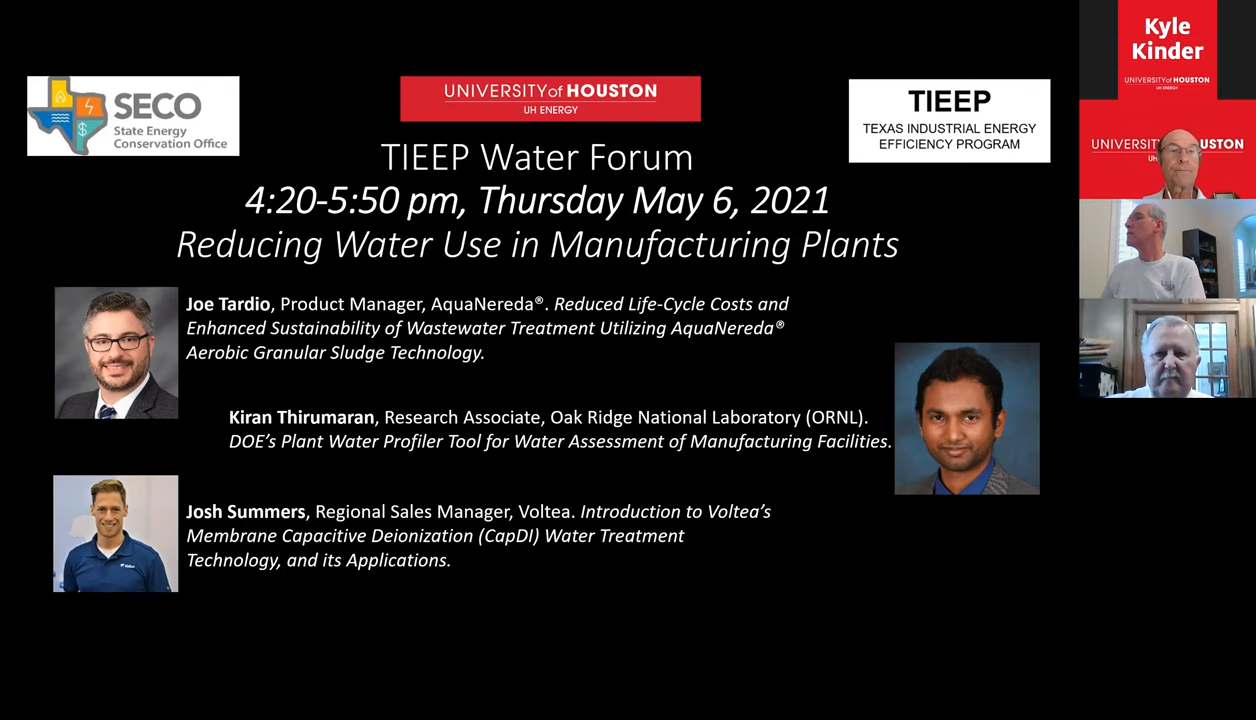 SECO
State Energy
Conservation Office
UNIVERSITY of HOUSTON
UH ENERGY
TIEEP
TEXAS INDUSTRIAL ENERGY
EFFICIENCY PROGRAM
TIEEP Water Forum
4:20-5:50 pm, Thursday May 6, 2021
Reducing Water Use in Manufacturing Plants
Joe Tardio, Product Manager, AquaNereda®. Reduced Life-Cycle Costs and
Enhanced Sustainability of Wastewater Treatment Utilizing AquaNereda®
Aerobic Granular Sludge Technology.
Kiran Thirumaran, Research Associate, Oak Ridge National Laboratory (ORNL).
DOE’s Plant Water Profiler Tool for Water Assessment of Manufacturing Facilities.
Josh Summers, Regional Sales Manager, Voltea. Introduction to Voltea’s
Membrane Capacitive Deionization (CapDI) Water Treatment
Technology, and its Applications.
Kyle
Kinder
UNIVERSITY of HOUSTON
UH ENERGY
UNIVERSITY
USTON